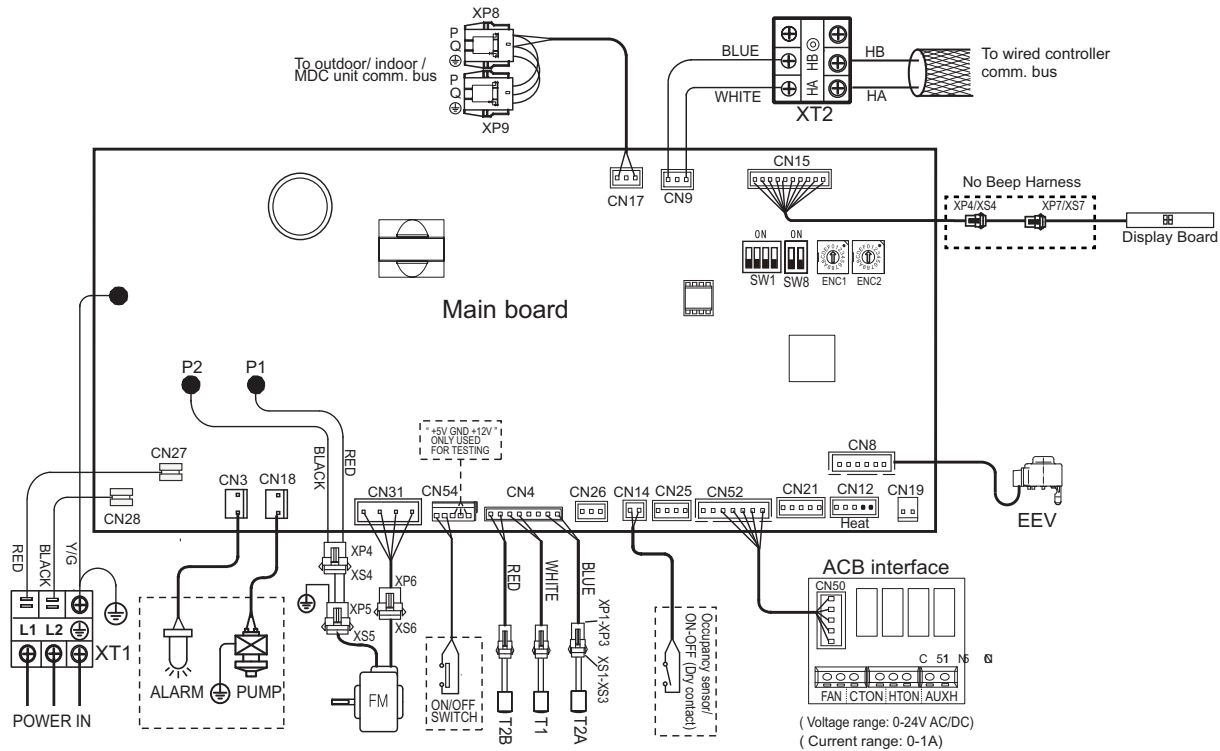 XP8
P
Q
To outdoor/ indoor /
MDC unit comm. bus
P
Q
XP9
BLUE
WHITE
HB
HA
HB
HA
XT2
To wired controller
comm. bus
CN17
CN9
CN15
No Beep Harness
XP4/XS4
XP7/XS7
Display Board
ON
ON
SW1
SW8
ENC1
ENC2
Main board
P2
P1
BLACK
RED
" +5V GND +12V "
ONLY USED
FOR TESTING
CN27
CN28
CN3
CN18
CN31
CN54
CN4
CN26
CN14
CN25
CN52
CN21
CN8
CN12
Heat
CN19
EEV
RED
BLACK
Y/G
L1
L2
XT1
POWER IN
ALARM
PUMP
XP4
XS4
XP5
XS5
XP6
XS6
FM
ON/OFF
SWITCH
RED
WHITE
BLUE
XP1-XP3
XS1-XS3
T2B
T1
T2A
Occupancy sensor/
ON-OFF (Dry contact)
ACB interface
CN50
C 51 N5
FAN
CTON
HTON
AUXH
( Voltage range: 0-24V AC/DC)
( Current range: 0-1A)